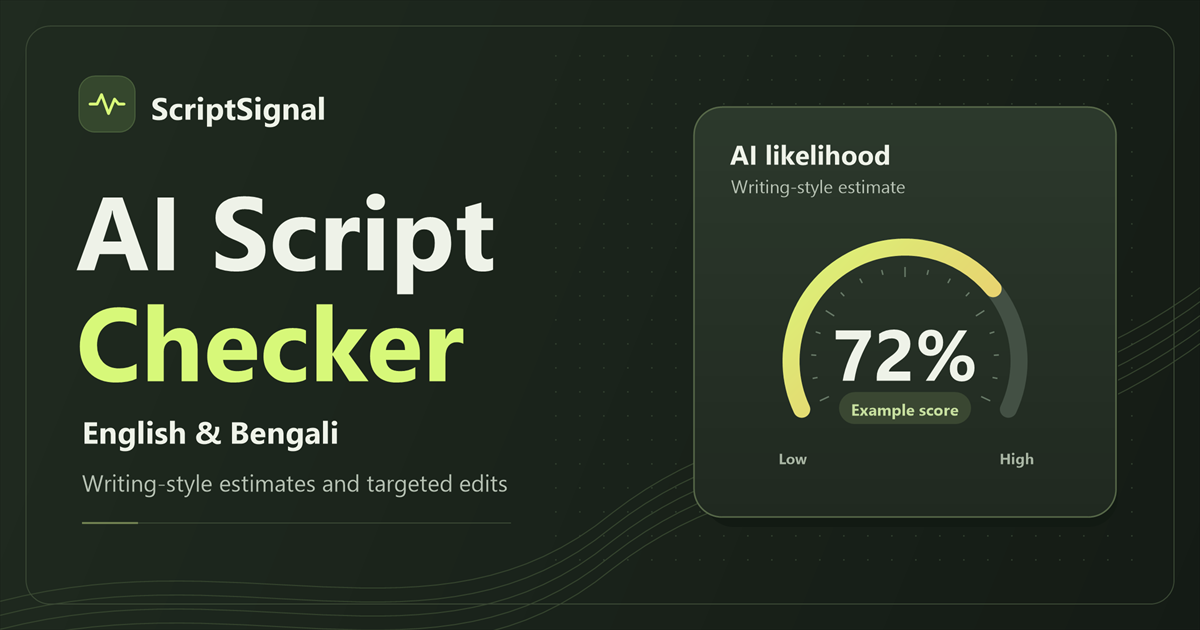 ScriptSignal
AI Script
Checker
English & Bengali
Writing-style estimates and targeted edits
AI likelihood
Writing-style estimate
72%
Example score
Low
High